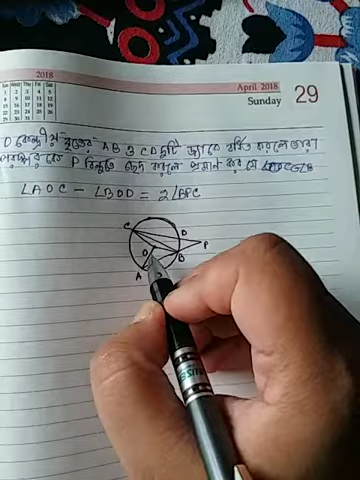 2018
April 2018
Sunday 29
O কেন্দ্রীয় বৃত্তের AB ও CD দুটি জ্যাকে বর্ধিত করলে তারা
পরস্পরকে P বিন্দুতে ছেদ করলে প্রমাণ কর যে
∠AOC - ∠BOD = 2∠BPC
C
D
P
O
B
A